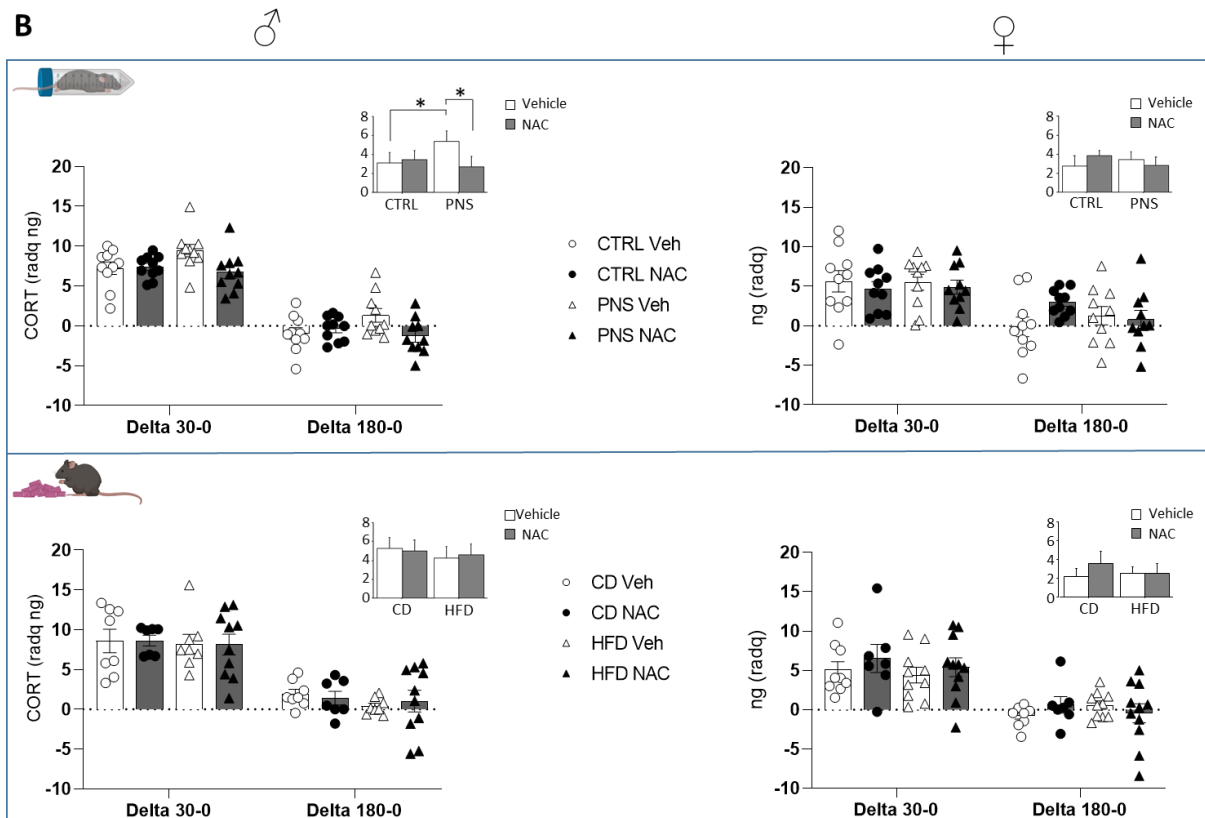 B
♂
♀
* *
Vehicle
NAC
8
6
4
2
0
CTRL PNS
CORT (radq ng)
20
15
10
5
0
-5
-10
Delta 30-0 Delta 180-0
CTRL Veh
CTRL NAC
PNS Veh
PNS NAC
Vehicle
NAC
8
6
4
2
0
CTRL PNS
ng (radq)
20
15
10
5
0
-5
-10
Delta 30-0 Delta 180-0
Vehicle
NAC
8
6
4
2
0
CD HFD
CORT (radq ng)
20
15
10
5
0
-5
-10
Delta 30-0 Delta 180-0
CD Veh
CD NAC
HFD Veh
HFD NAC
Vehicle
NAC
8
6
4
2
0
CD HFD
ng (radq)
20
15
10
5
0
-5
-10
Delta 30-0 Delta 180-0